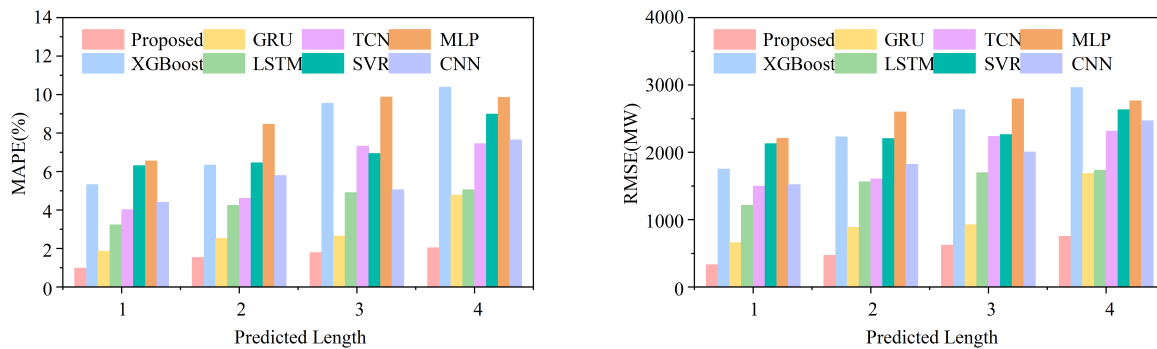 14
12
10
8
6
4
2
0
MAPE(%)
Proposed GRU TCN MLP
XGBoost LSTM SVR CNN
1 2 3 4
Predicted Length
4000
3000
2000
1000
0
RMSE(MW)
Proposed GRU TCN MLP
XGBoost LSTM SVR CNN
1 2 3 4
Predicted Length